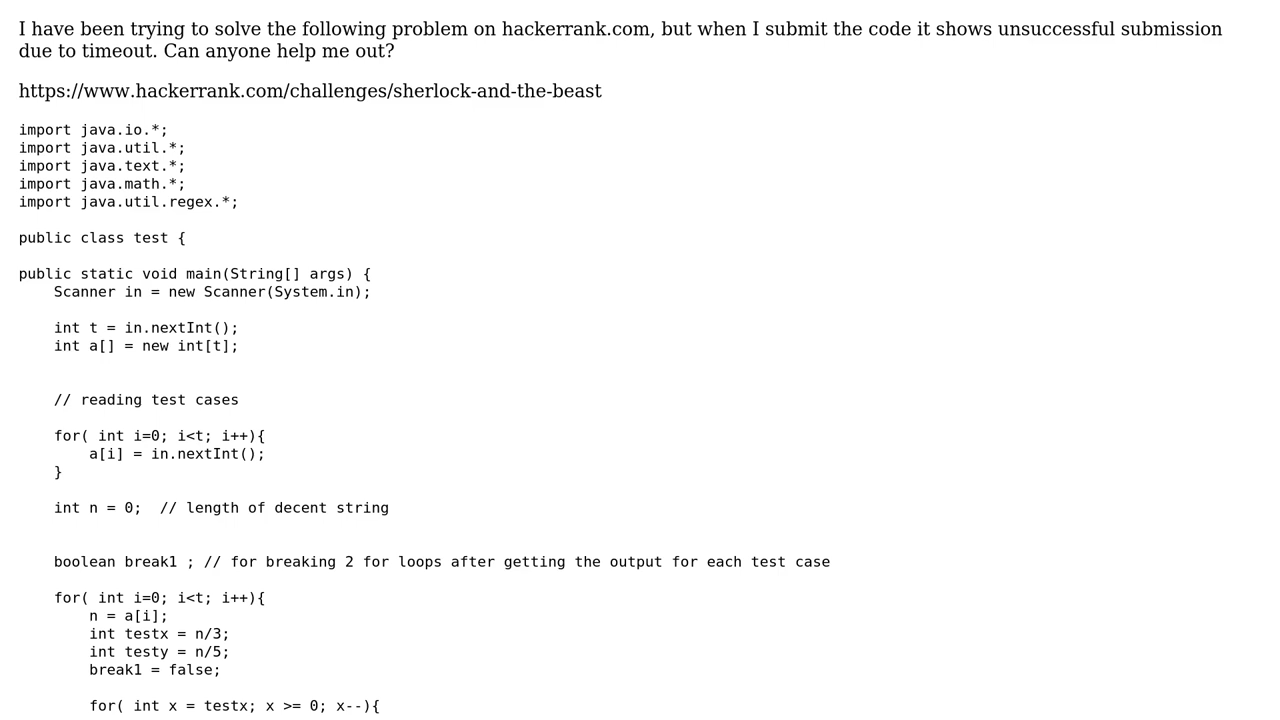 I have been trying to solve the following problem on hackerrank.com, but when I submit the code it shows unsuccessful submission
due to timeout. Can anyone help me out?
https://www.hackerrank.com/challenges/sherlock-and-the-beast
import java.io.*;
import java.util.*;
import java.text.*;
import java.math.*;
import java.util.regex.*;
public class test {
public static void main(String[] args) {
    Scanner in = new Scanner(System.in);
    int t = in.nextInt();
    int a[] = new int[t];
    // reading test cases
    for( int i=0; i<t; i++){
        a[i] = in.nextInt();
    }
    int n = 0;  // length of decent string
    boolean break1 ; // for breaking 2 for loops after getting the output for each test case
    for( int i=0; i<t; i++){
        n = a[i];
        int testx = n/3;
        int testy = n/5;
        break1 = false;
        for( int x = testx; x >= 0; x--){